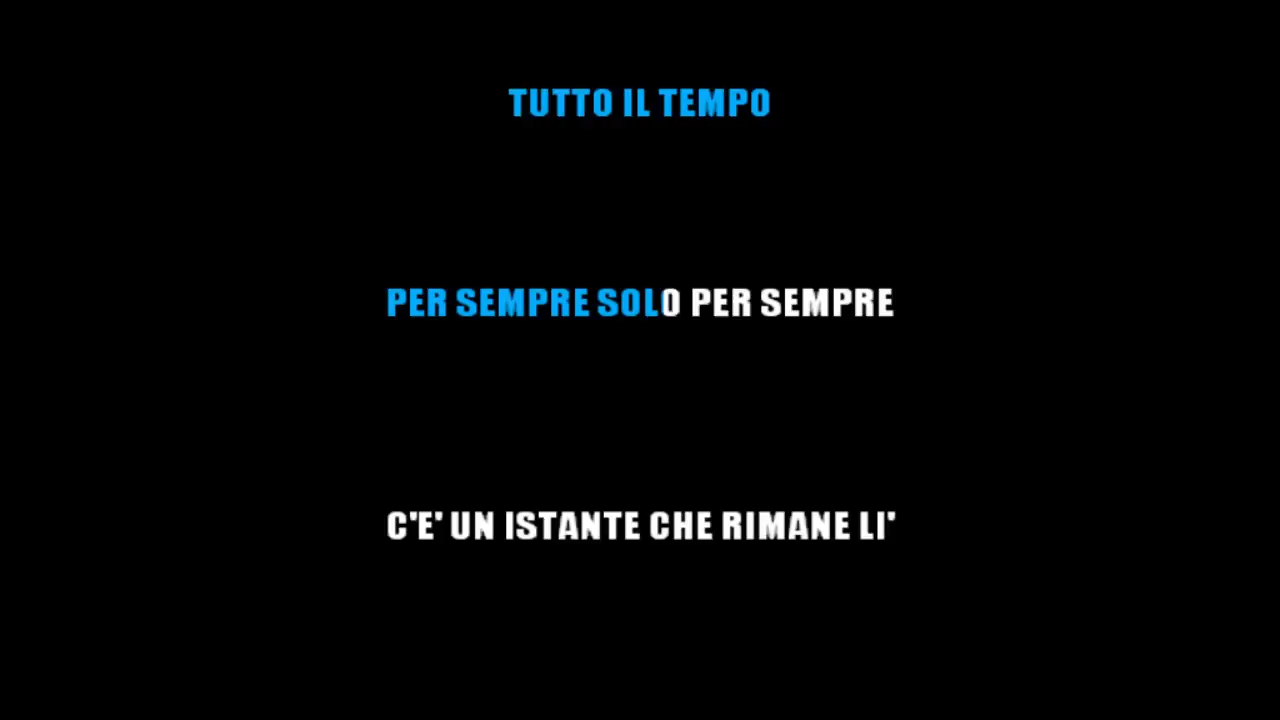 TUTTO IL TEMPO
PER SEMPRE SOLO PER SEMPRE
C'E' UN ISTANTE CHE RIMANE LI'